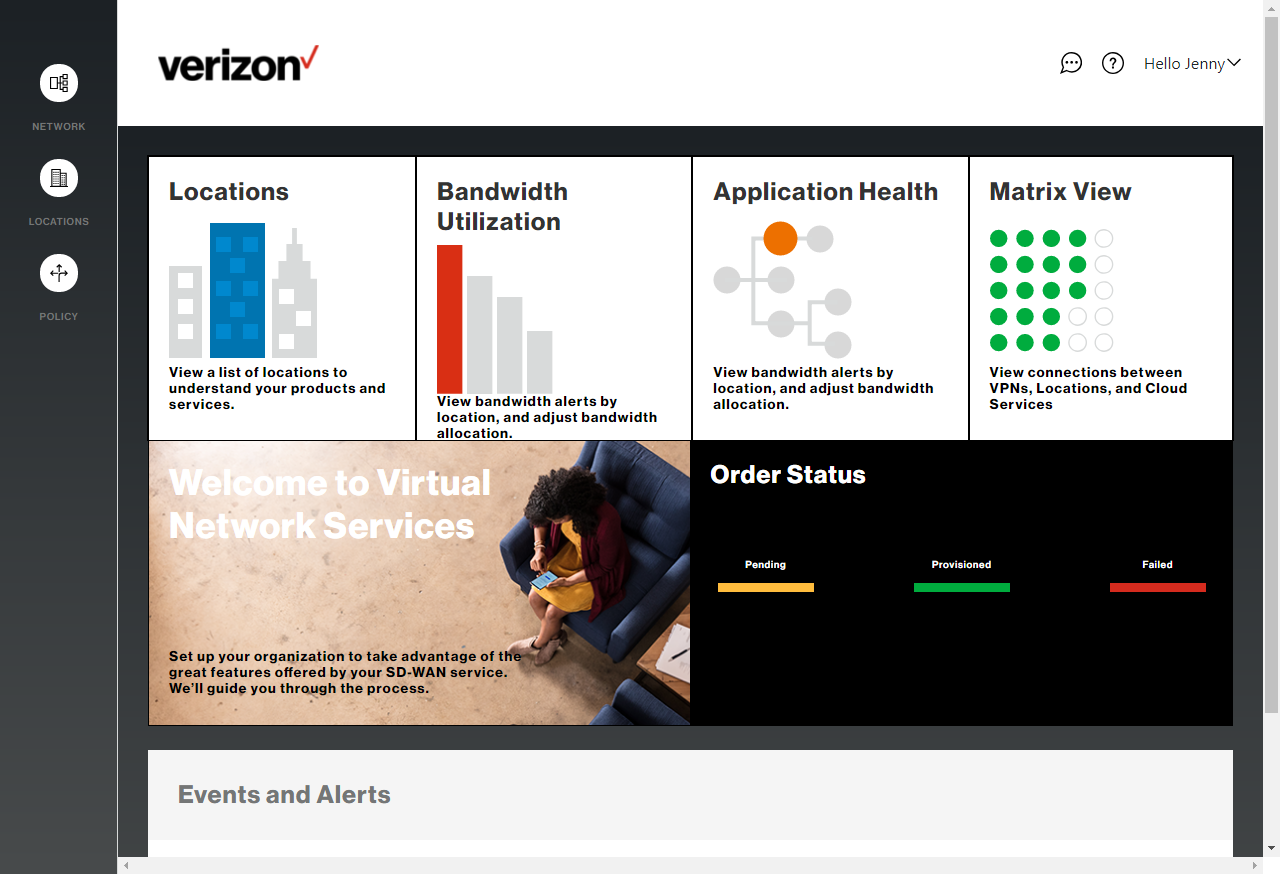 verizon
Hello Jenny
NETWORK
LOCATIONS
POLICY
Locations
View a list of locations to
understand your products and
services.
Bandwidth
Utilization
View bandwidth alerts by
location, and adjust bandwidth
allocation.
Application Health
View bandwidth alerts by
location, and adjust bandwidth
allocation.
Matrix View
View connections between
VPNs, Locations, and Cloud
Services
Welcome to Virtual
Network Services
Set up your organization to take advantage of the
great features offered by your SD-WAN service.
We’ll guide you through the process.
Order Status
Pending
Provisioned
Failed
Events and Alerts